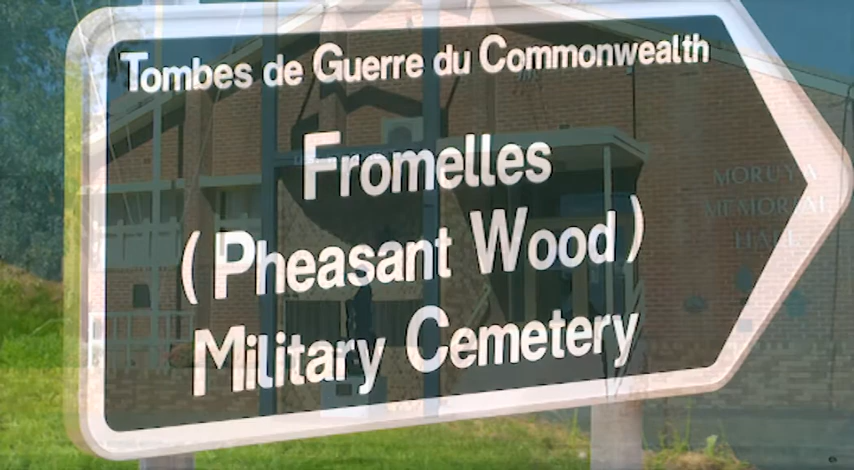 Tombes de Guerre du Commonwealth
Fromelles
(Pheasant Wood)
Military Cemetery
MORUYA
MEMORIAL
HALL